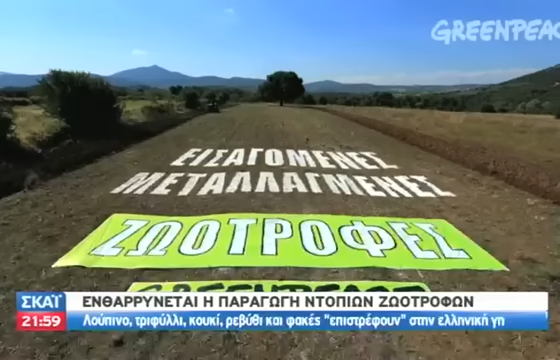 GREENPEACE
ΕΙΣΑΓΟΜΕΝΕΣ
ΜΕΤΑΛΛΑΓΜΕΝΕΣ
ΖΩΟΤΡΟΦΕΣ
GREENPEACE
ΣΚΑΪ
ΕΝΘΑΡΡΥΝΕΤΑΙ Η ΠΑΡΑΓΩΓΗ ΝΤΟΠΙΩΝ ΖΩΟΤΡΟΦΩΝ
21:59
Λούπινο, τριφύλλι, κουκί, ρεβύθι και φακές "επιστρέφουν" στην ελληνική γη